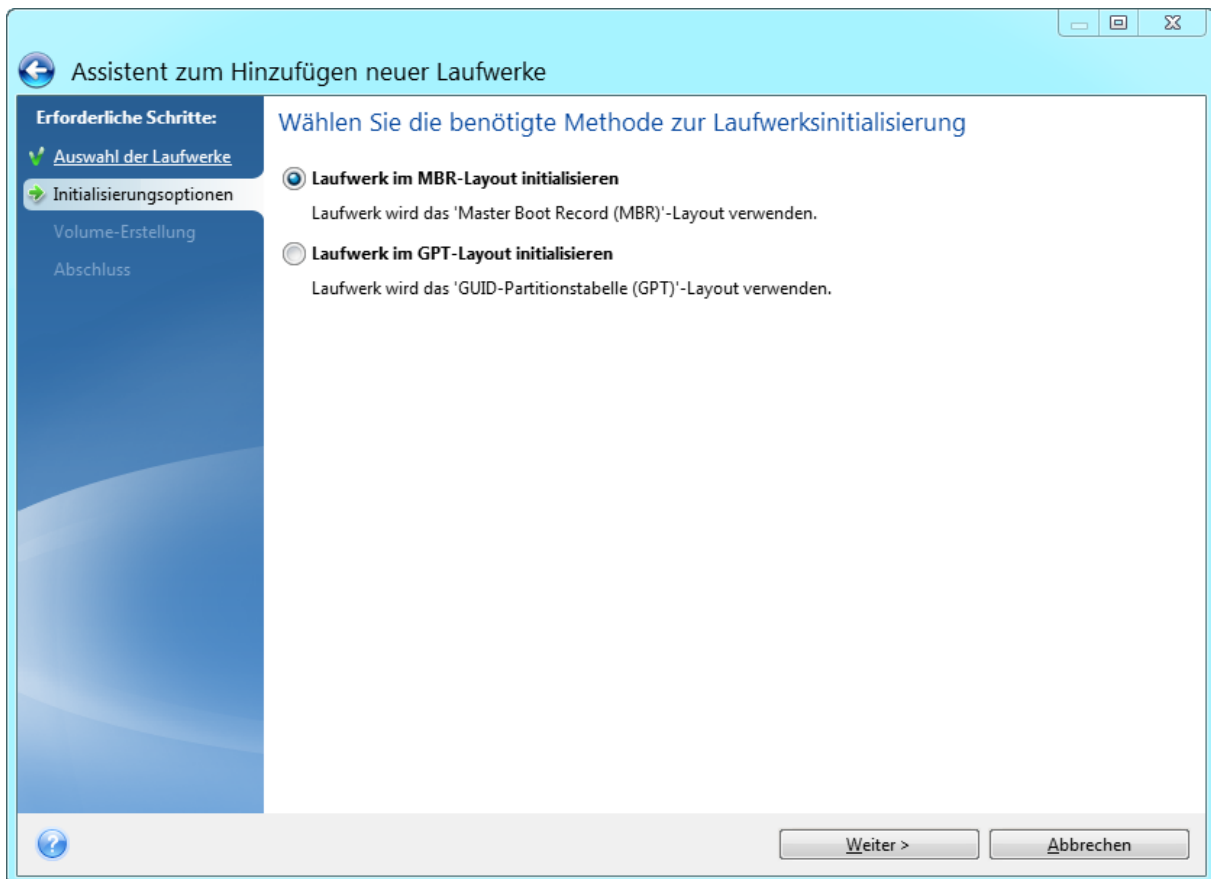 Assistent zum Hinzufügen neuer Laufwerke
Erforderliche Schritte:
Auswahl der Laufwerke
Initialisierungsoptionen
Volume-Erstellung
Abschluss
Wählen Sie die benötigte Methode zur Laufwerksinitialisierung
Laufwerk im MBR-Layout initialisieren
Laufwerk wird das 'Master Boot Record (MBR)'-Layout verwenden.
Laufwerk im GPT-Layout initialisieren
Laufwerk wird das 'GUID-Partitionstabelle (GPT)'-Layout verwenden.
Weiter >
Abbrechen